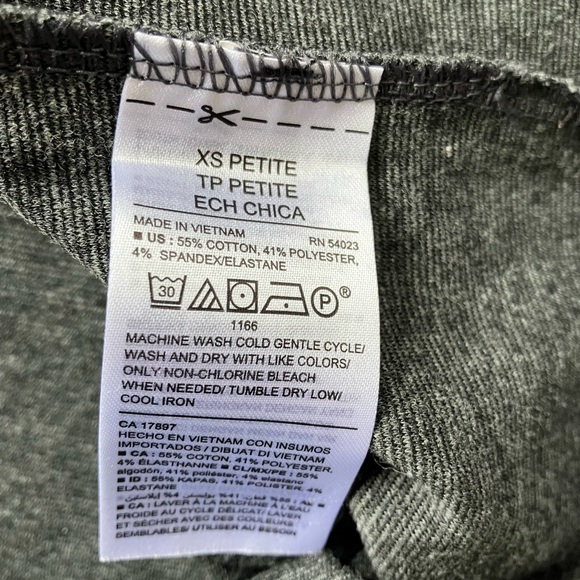 XS PETITE
TP PETITE
ECH CHICA
MADE IN VIETNAM RN 54023
■ US : 55% COTTON, 41% POLYESTER,
4% SPANDEX/ELASTANE
30 P ®
1166
MACHINE WASH COLD GENTLE CYCLE/
WASH AND DRY WITH LIKE COLORS/
ONLY NON-CHLORINE BLEACH
WHEN NEEDED/ TUMBLE DRY LOW/
COOL IRON
CA 17897
HECHO EN VIETNAM CON INSUMOS
IMPORTADOS / DIBUAT DI VIETNAM
■ CA : 55% COTON, 41% POLYESTER,
4% ÉLASTHANNE ■ CL/MX/PE : 55%
algodón, 41% poliéster, 4% elastano
■ ID : 55% KAPAS, 41% POLISTER, 4%
ELASTANE
■ CA : LAVER À LA MACHINE À L'EAU
FROIDE AU CYCLE DÉLICAT/ LAVER
ET SÉCHER AVEC DES COULEURS
SEMBLABLES/ UTILISER AU BESOIN